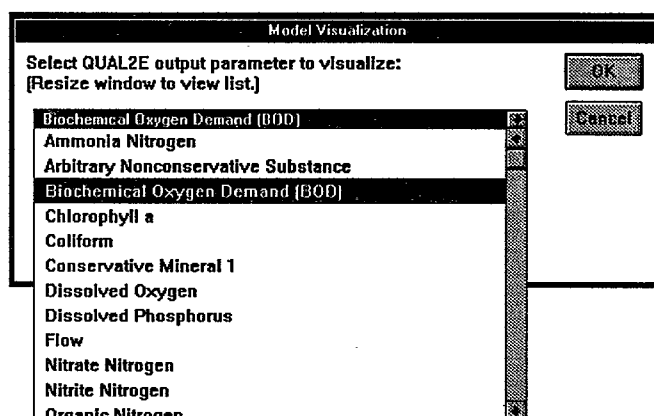 Model Visualization
Select QUAL2E output parameter to visualize:
(Resize window to view list.)
OK
Cancel
Biochemical Oxygen Demand (BOD)
Ammonia Nitrogen
Arbitrary Nonconservative Substance
Biochemical Oxygen Demand (BOD)
Chlorophyll a
Coliform
Conservative Mineral 1
Dissolved Oxygen
Dissolved Phosphorus
Flow
Nitrate Nitrogen
Nitrite Nitrogen
Organic Nitrogen